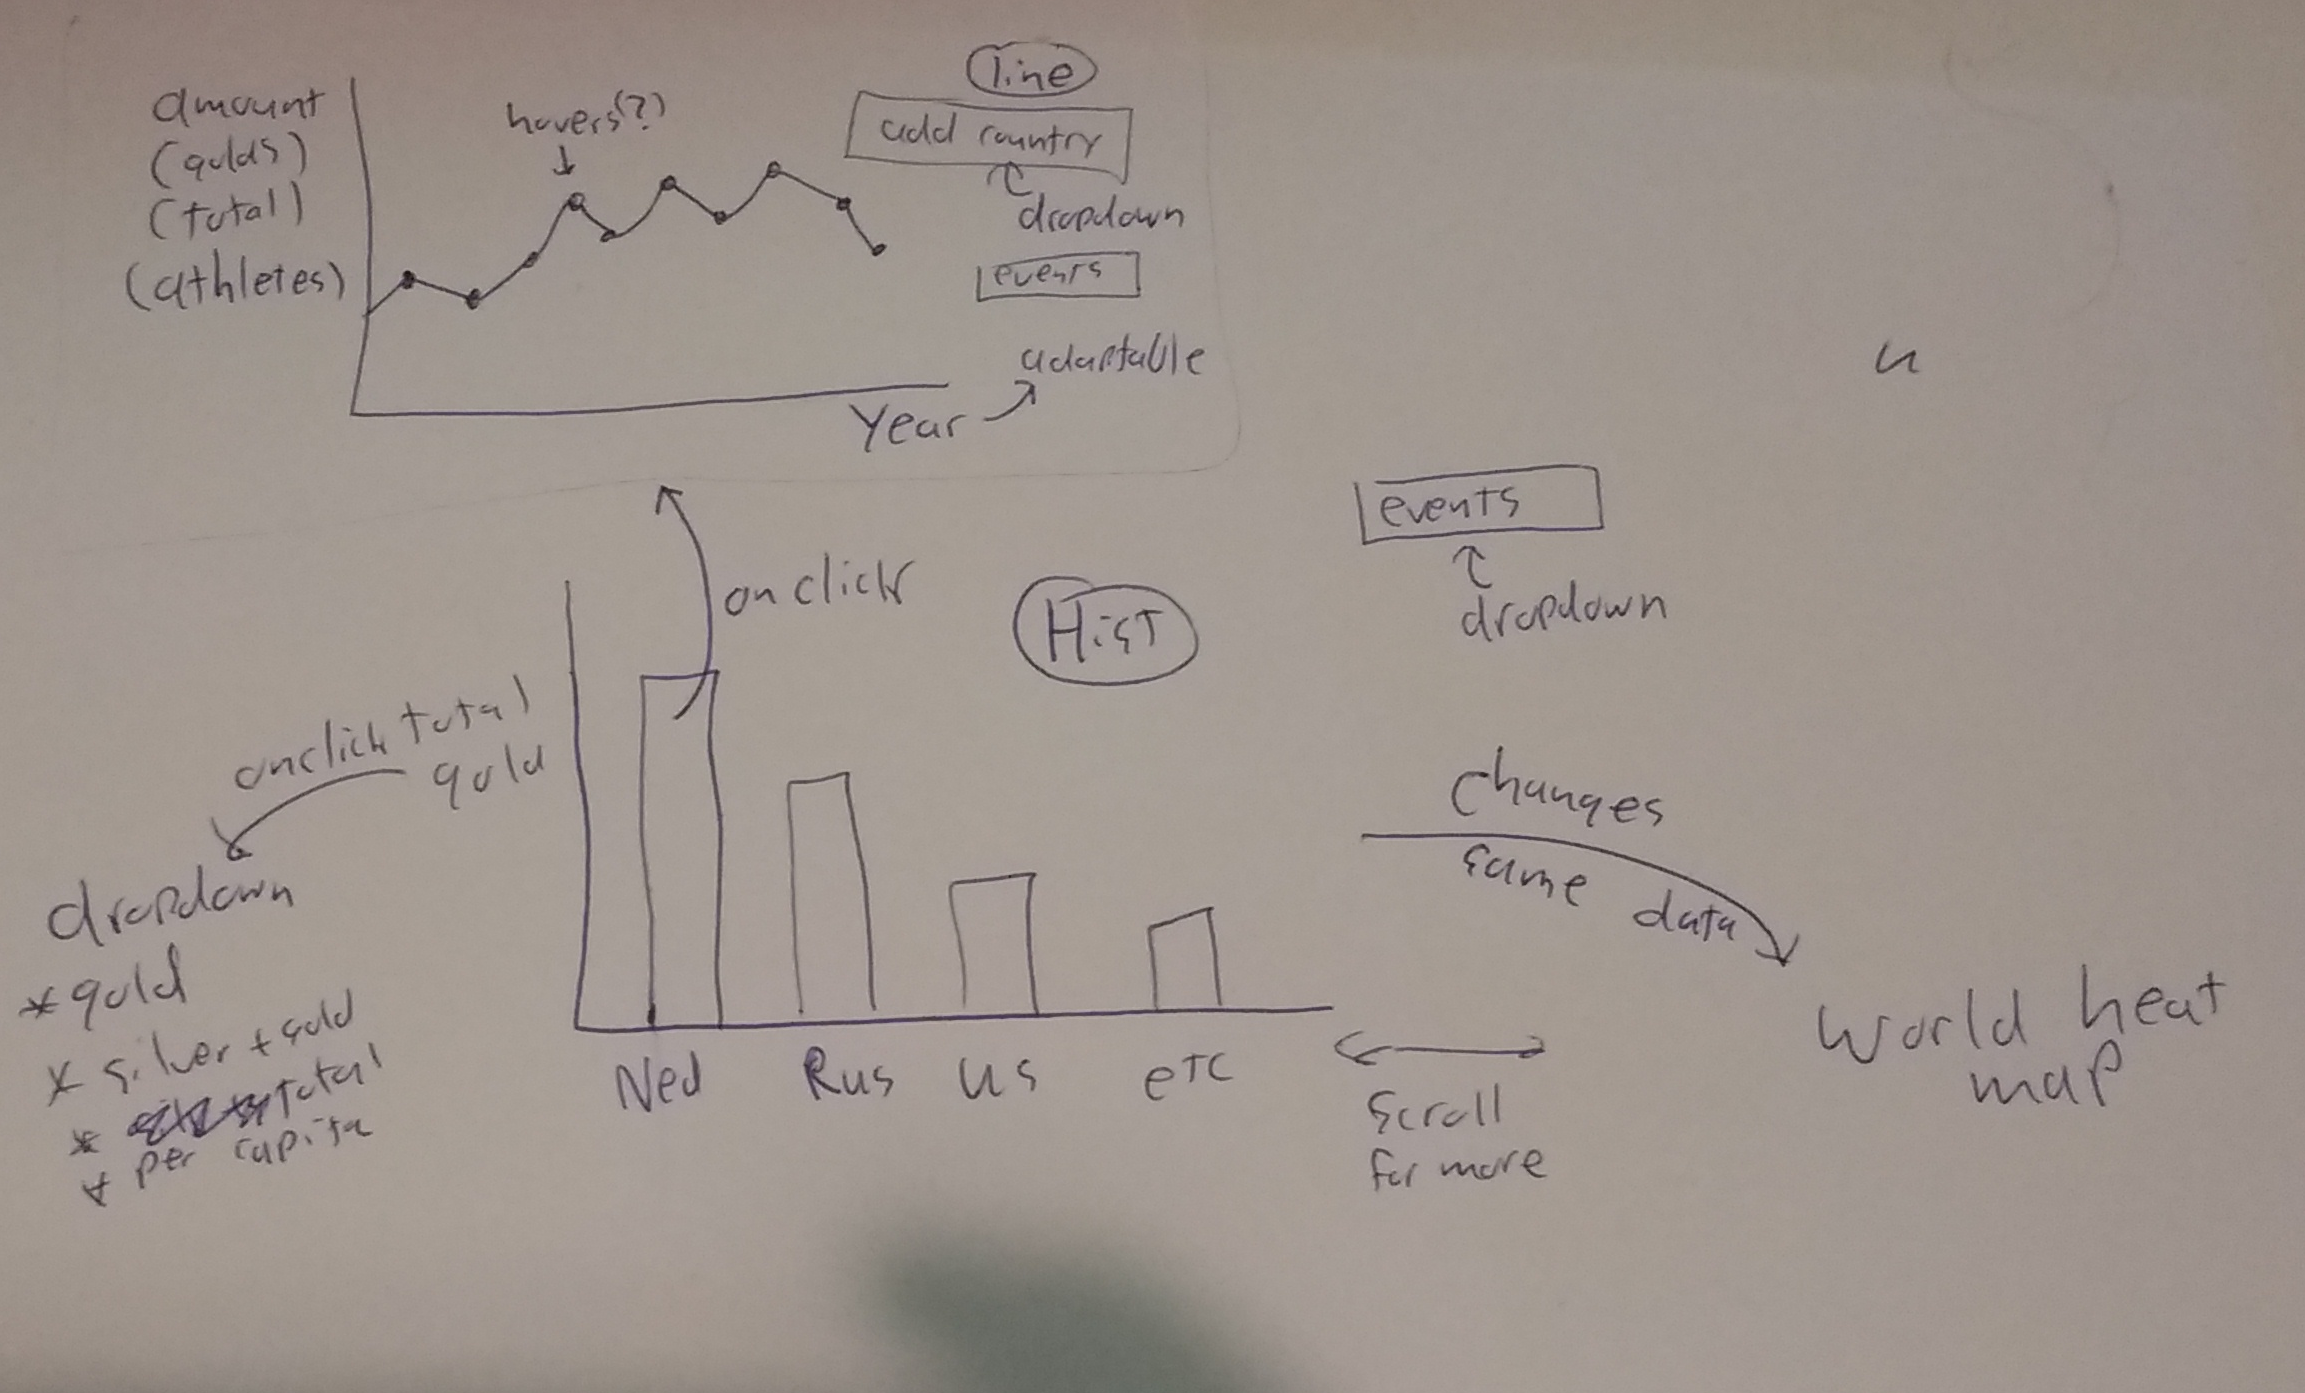 line
amount
(golds)
(total)
(athletes)
hovers(?)
add country
dropdown
events
adaptable
Year
u
events
dropdown
onclick
Hist
onclick total
gold
dropdown
* gold
* silver + gold
* total
* per capita
Ned Rus US etc
changes
same data
World heat
map
Scroll
for more